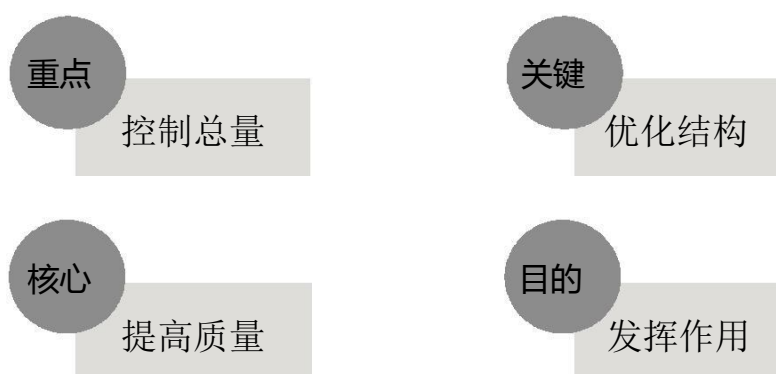 重点
控制总量
关键
优化结构
核心
提高质量
目的
发挥作用